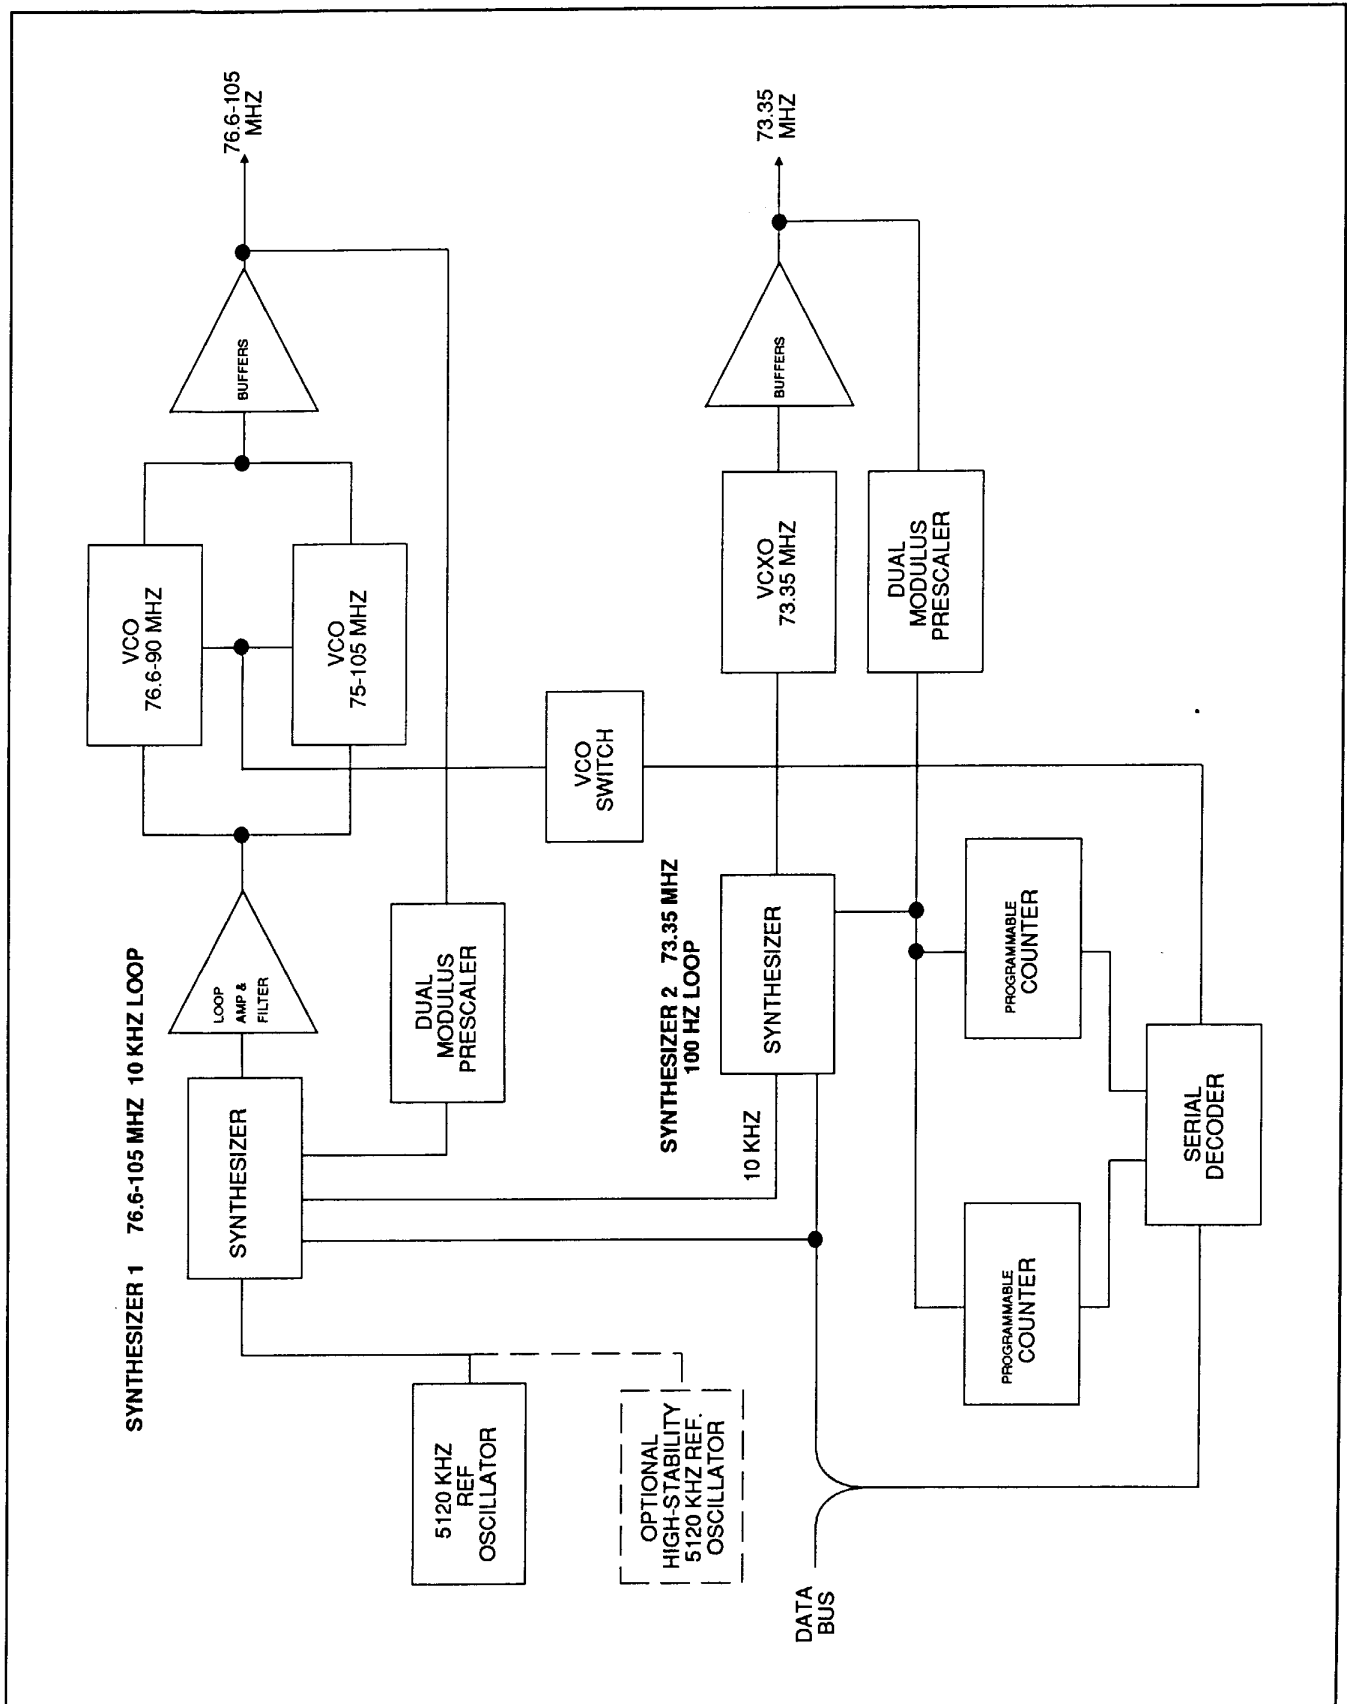 SYNTHESIZER 1 76.6-105 MHZ 10 KHZ LOOP
5120 KHZ
REF
OSCILLATOR
OPTIONAL
HIGH-STABILITY
5120 KHZ REF.
OSCILLATOR
DATA
BUS
SYNTHESIZER
LOOP
AMP &
FILTER
VCO
76.6-90 MHZ
VCO
75-105 MHZ
BUFFERS
76.6-105
MHZ
DUAL
MODULUS
PRESCALER
VCO
SWITCH
SYNTHESIZER 2 73.35 MHZ
100 HZ LOOP
10 KHZ
SYNTHESIZER
VCXO
73.35 MHZ
BUFFERS
73.35
MHZ
DUAL
MODULUS
PRESCALER
PROGRAMMABLE
COUNTER
PROGRAMMABLE
COUNTER
SERIAL
DECODER